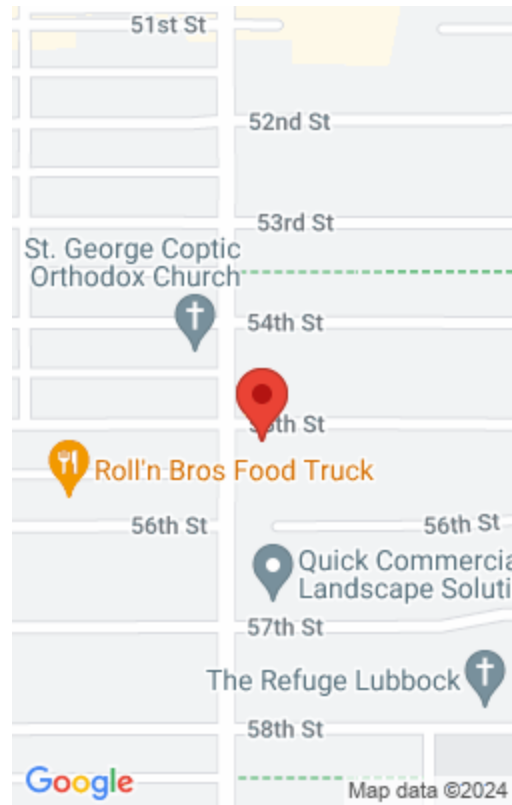 51st St
52nd St
53rd St
St. George Coptic
Orthodox Church
54th St
5th St
Roll'n Bros Food Truck
56th St
56th St
Quick Commercia
Landscape Soluti
57th St
The Refuge Lubbock
58th St
Google
Map data ©2024